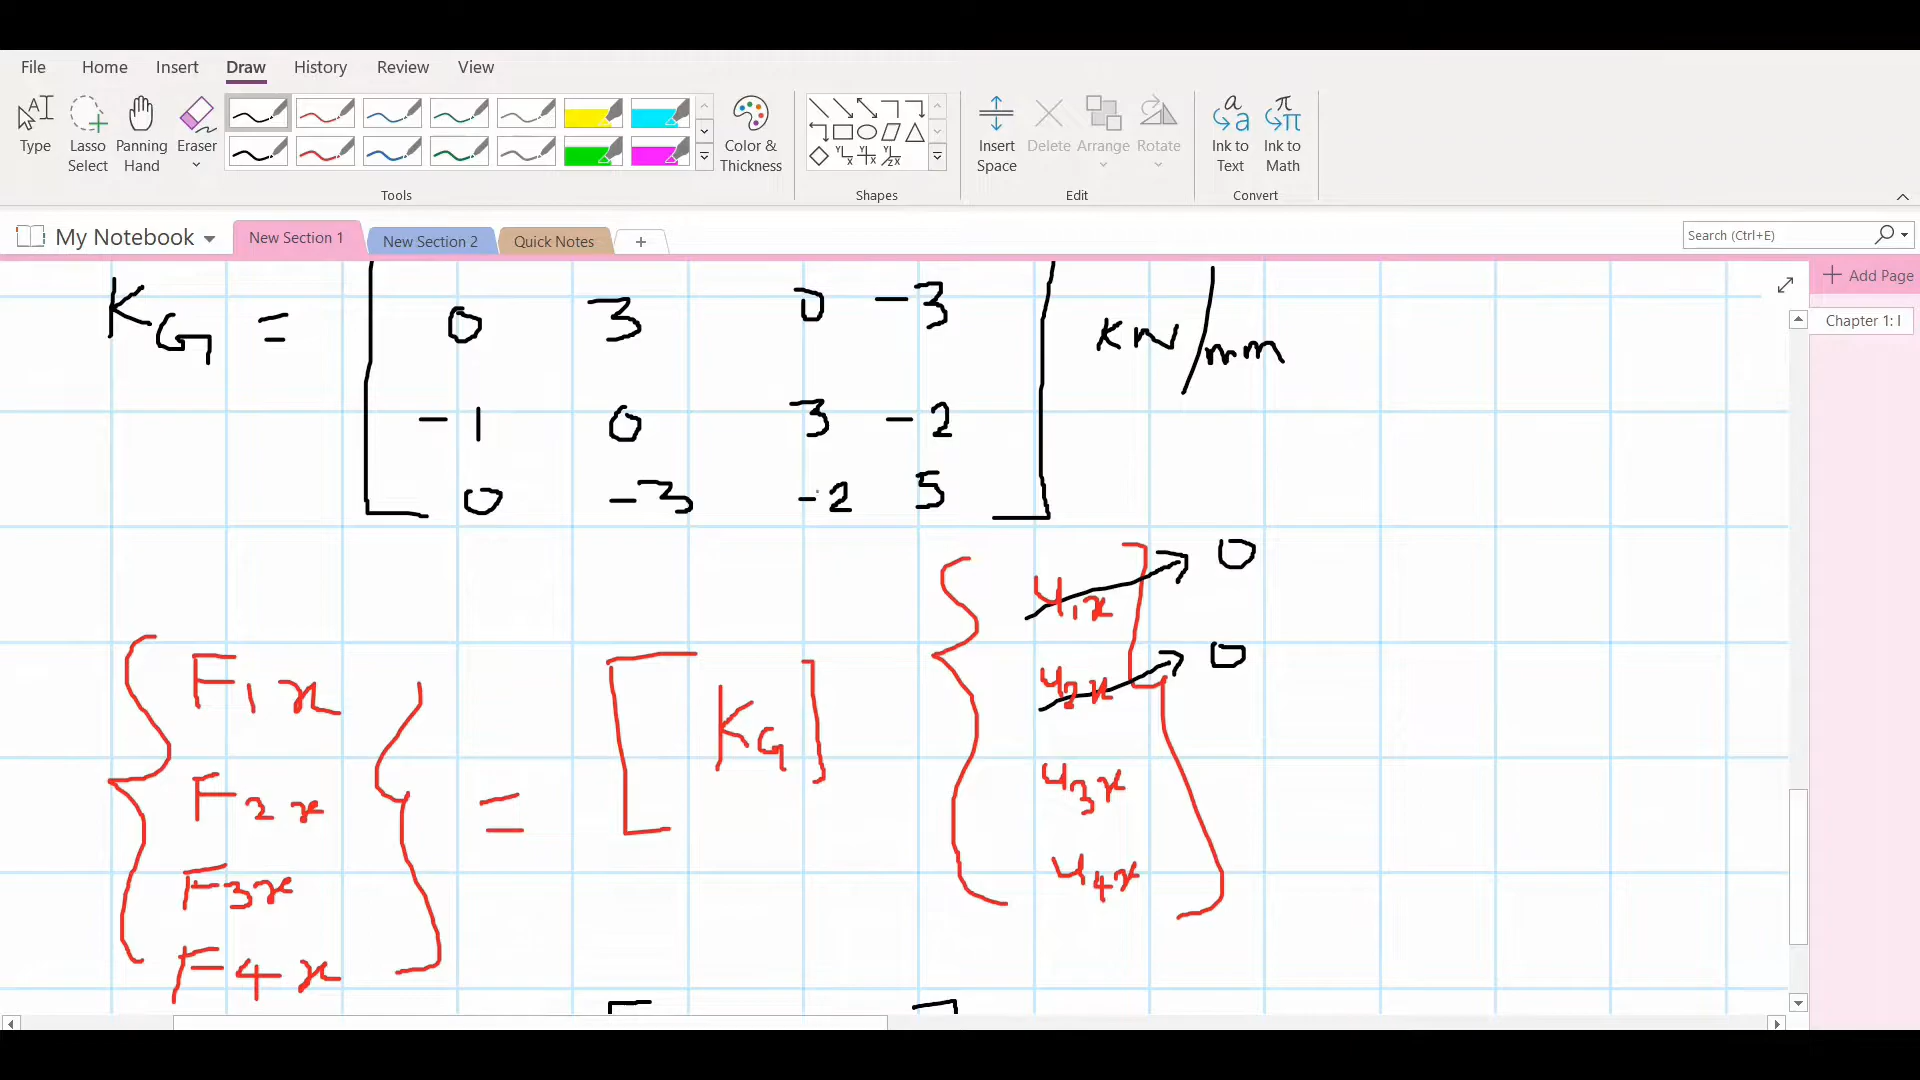 File Home Insert Draw History Review View
Type
Lasso Select
Panning Hand
Eraser
Color & Thickness
Insert Space
Delete
Arrange
Rotate
Ink to Text
Ink to Math
Tools
Shapes
Edit
Convert
My Notebook New Section 1 New Section 2 Quick Notes +
Search (Ctrl+E)
Add Page
Chapter 1: I
K_G = 0 3 0 -3 KN/mm
-1 0 3 -2
0 -3 -2 5
F1x
F2x
F3x
F4x
=
[K_G]
u1x → 0
u2x → 0
u3x
u4x